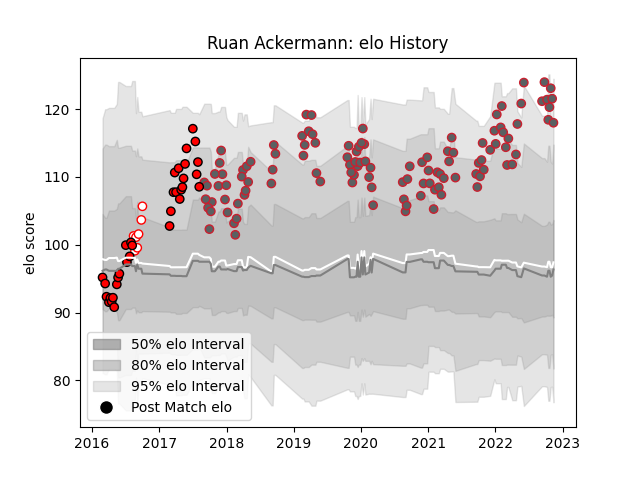 Ruan Ackermann: elo History
elo score
120
110
100
90
80
50% elo Interval
80% elo Interval
95% elo Interval
Post Match elo
2016 2017 2018 2019 2020 2021 2022 2023